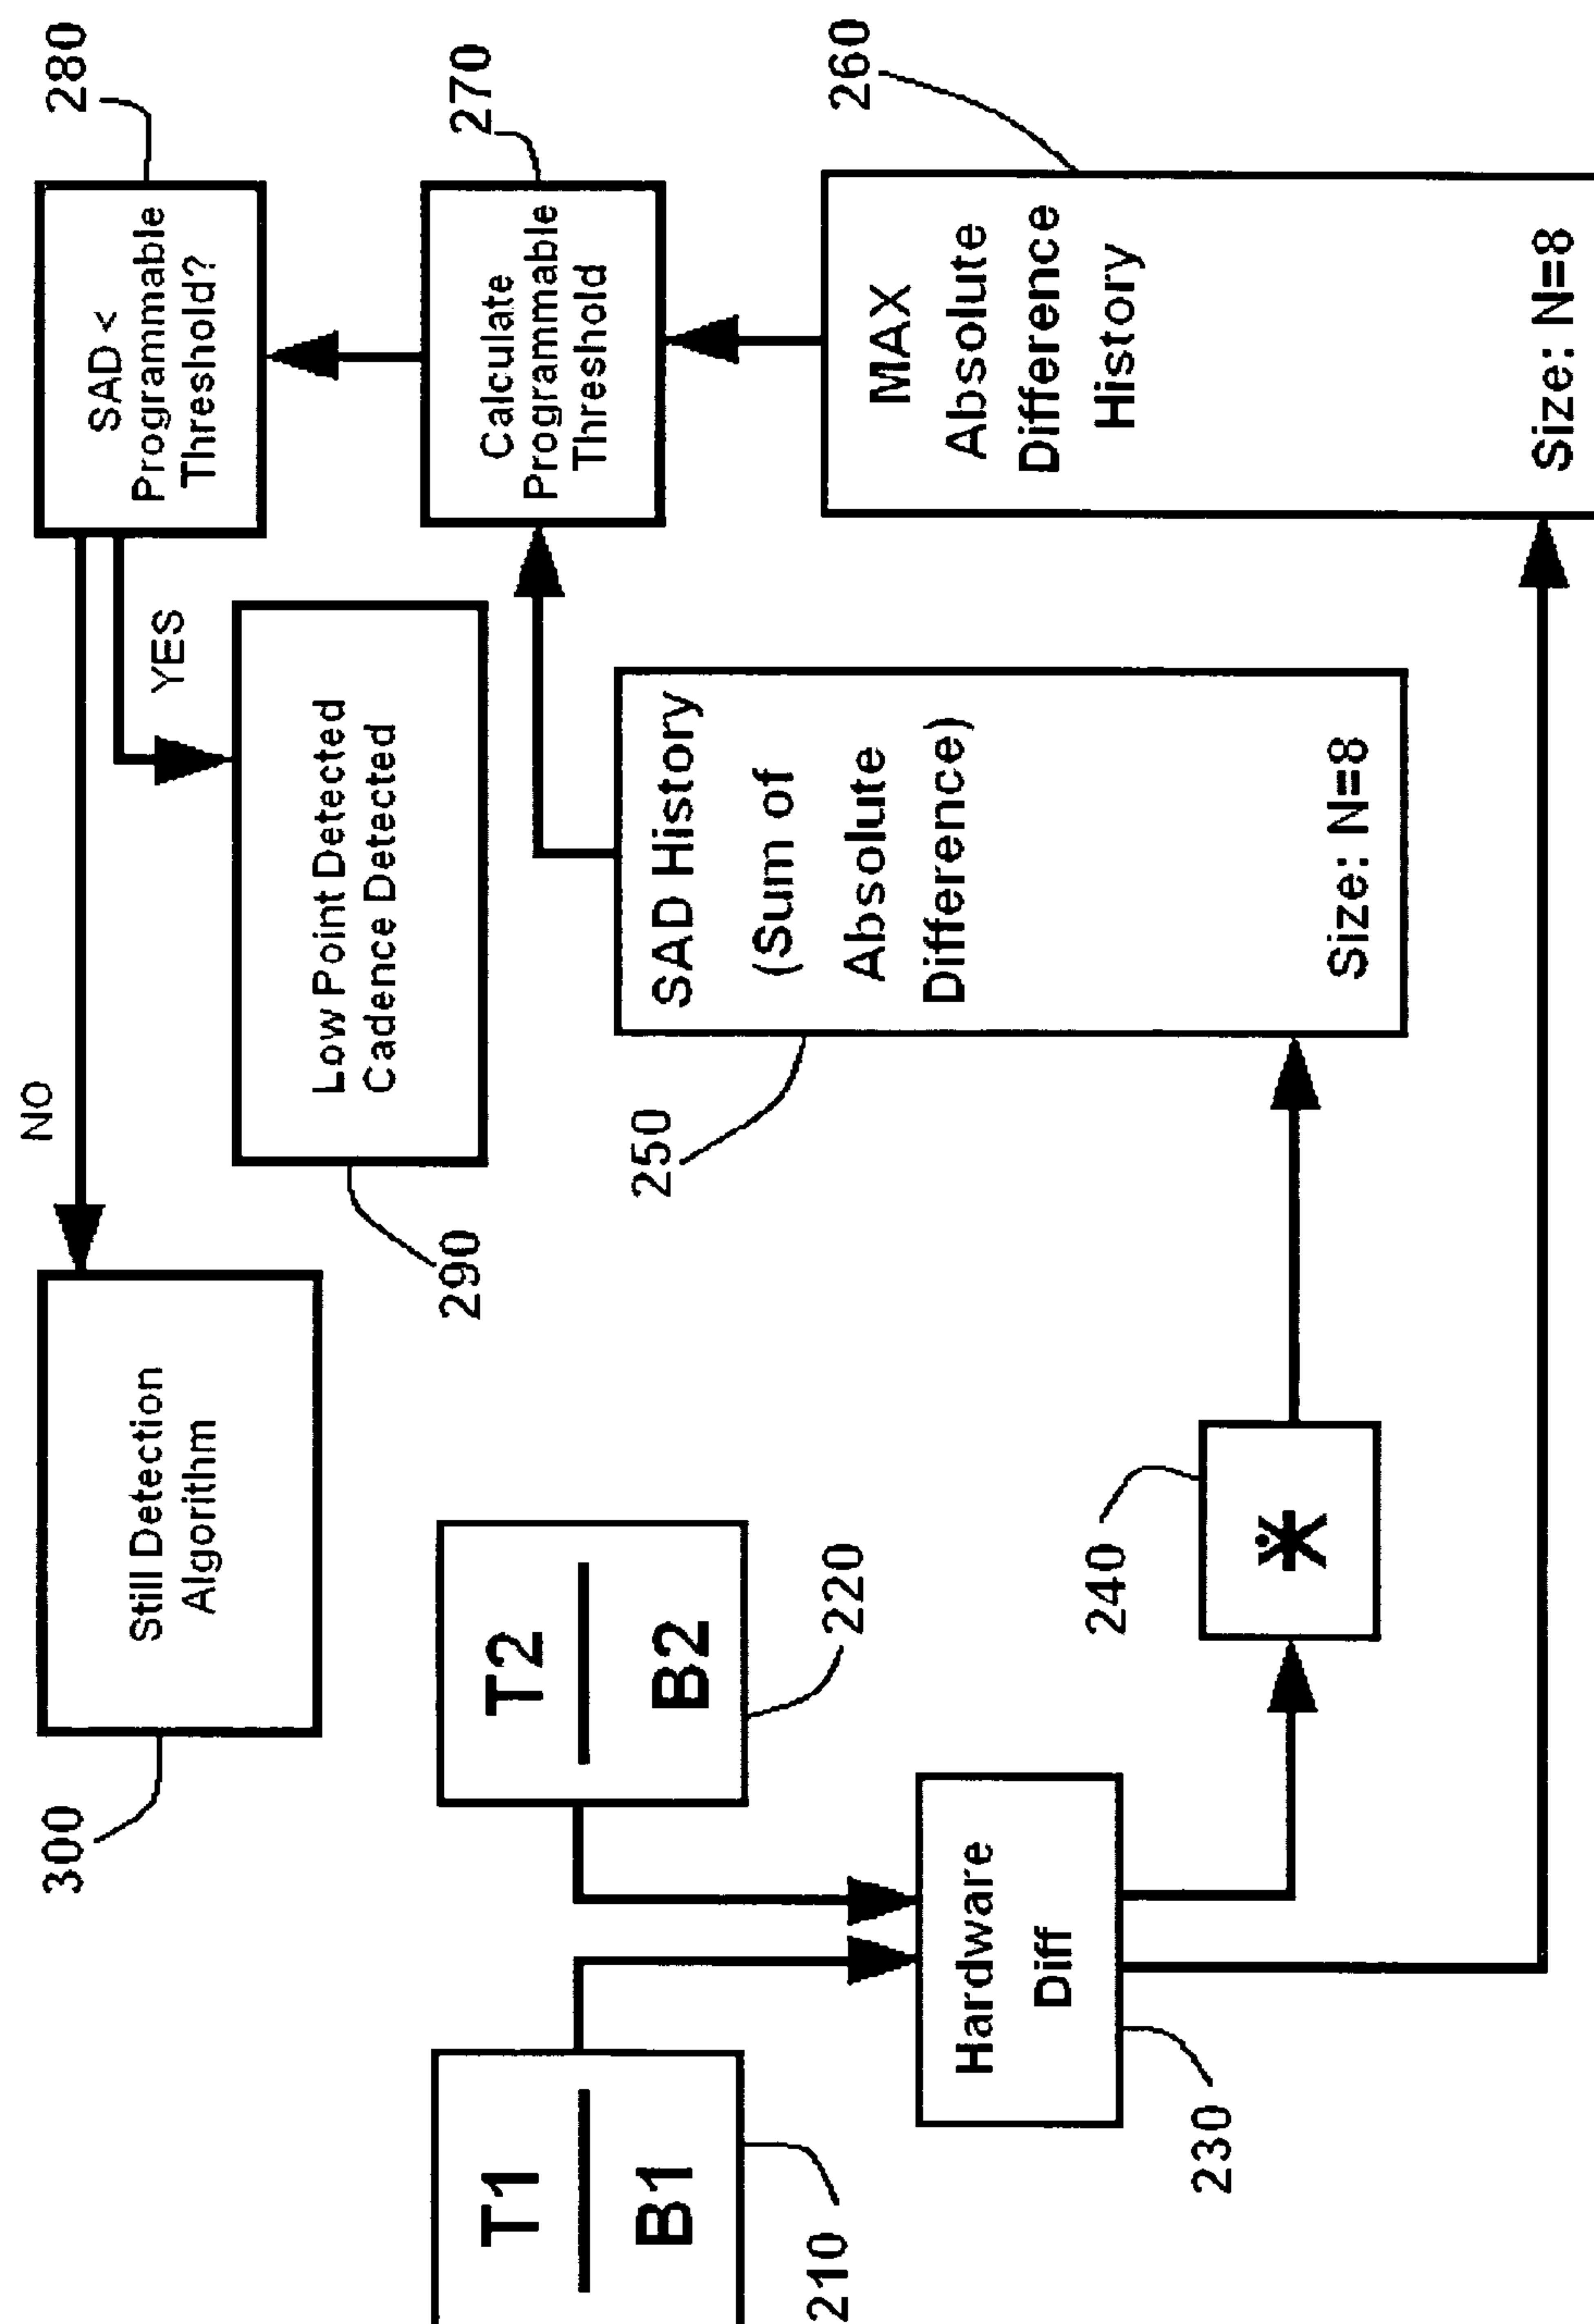 300
Still Detection
Algorithm
NO
YES
SAD <
Programmable
Threshold?
280
Low Point Detected
Cadence Detected
290
T1
B1
210
T2
B2
220
Calculate
Programmable
Threshold
270
SAD History
(Sum of
Absolute
Difference)
Size: N=8
250
MAX
Absolute
Difference
History
Size: N=8
260
Hardware
Diff
230
240
*